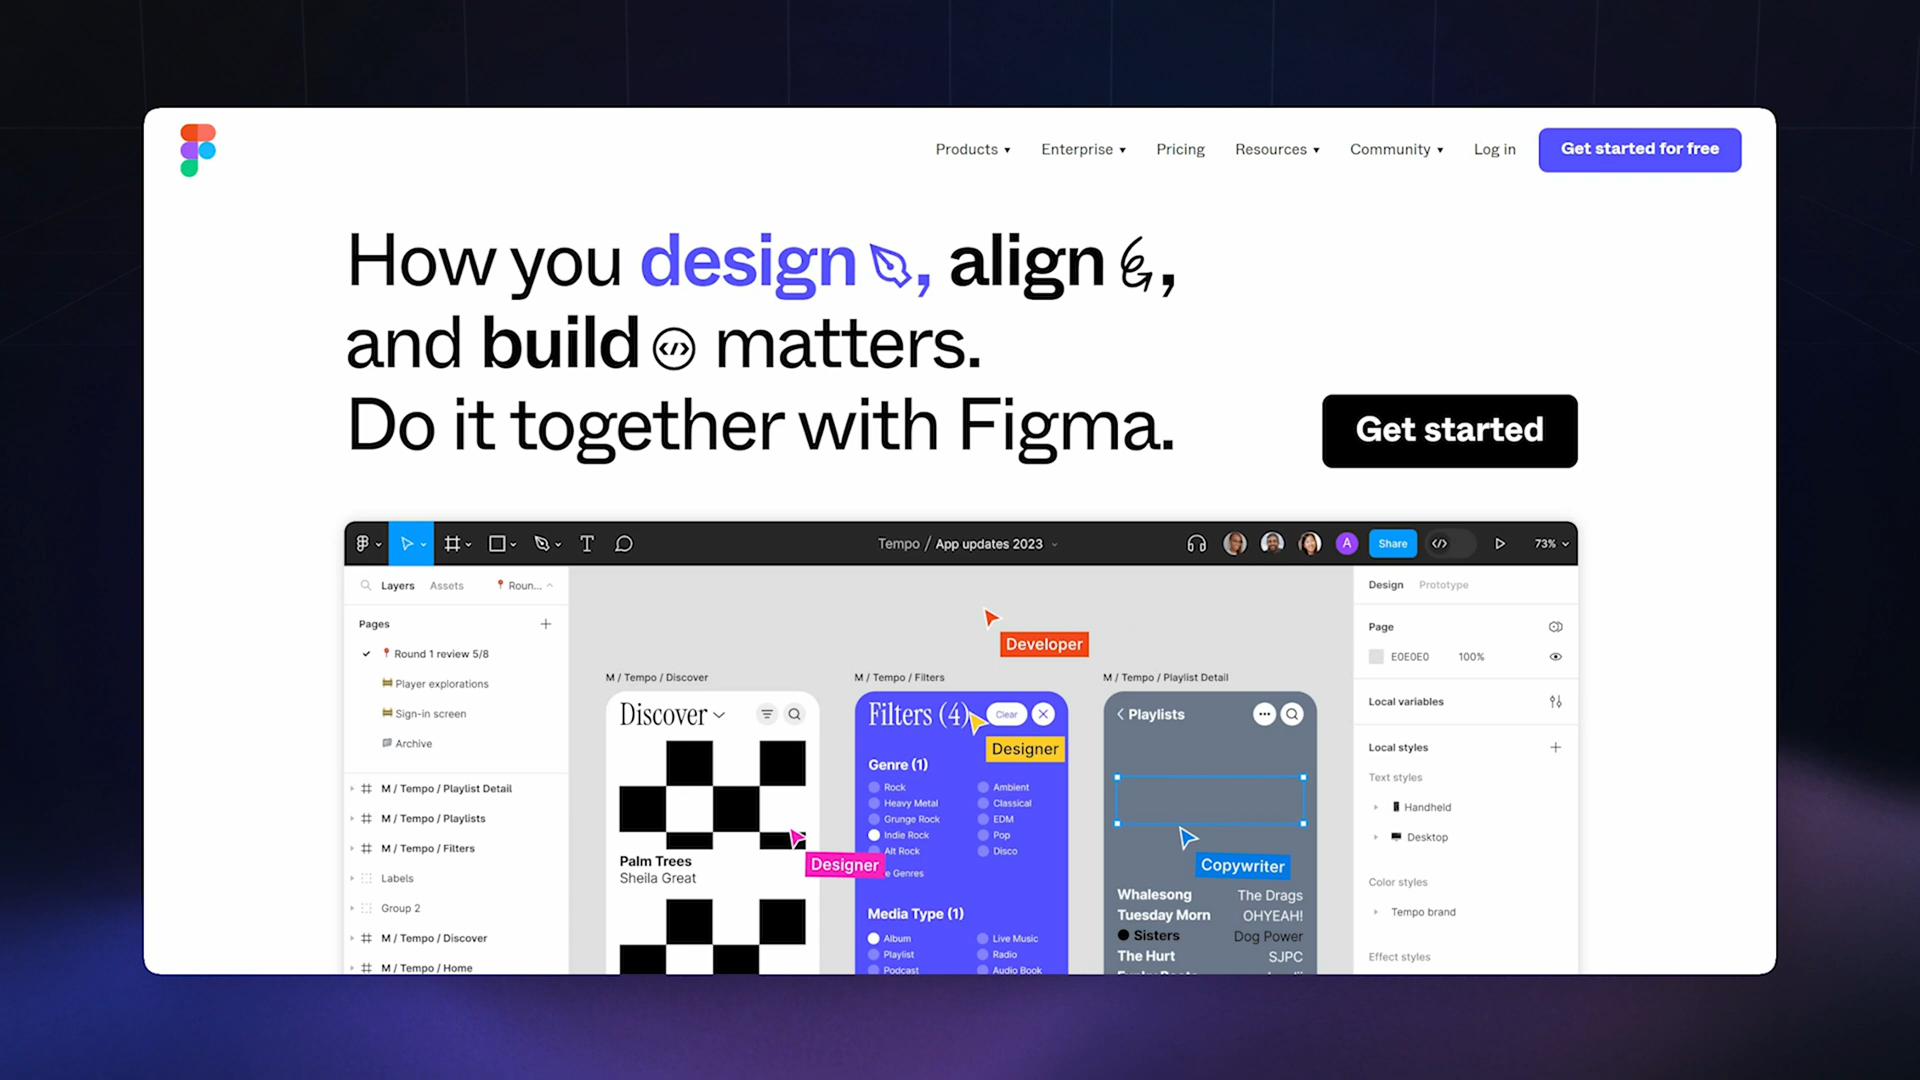 Products
Enterprise
Pricing
Resources
Community
Log in
Get started for free
How you design, align,
and build </> matters.
Do it together with Figma.
Get started
Tempo / App updates 2023
A
Share
</>
73%
Layers
Assets
Roun...
Pages
Round 1 review 5/8
Player explorations
Sign-in screen
Archive
M / Tempo / Playlist Detail
M / Tempo / Playlists
M / Tempo / Filters
Labels
Group 2
M / Tempo / Discover
M / Tempo / Home
Developer
M / Tempo / Discover
Discover
Palm Trees
Sheila Great
Designer
M / Tempo / Filters
Filters (4)
Clear
Designer
Genre (1)
Rock
Ambient
Heavy Metal
Classical
Grunge Rock
EDM
Indie Rock
Pop
Alt Rock
Disco
Genres
Media Type (1)
Album
Live Music
Playlist
Radio
Podcast
Audio Book
M / Tempo / Playlist Detail
Playlists
Copywriter
Whalesong The Drags
Tuesday Morn OHYEAH!
Sisters Dog Power
The Hurt SJPC
Design
Prototype
Page
E0E0E0 100%
Local variables
Local styles
Text styles
Handheld
Desktop
Color styles
Tempo brand
Effect styles